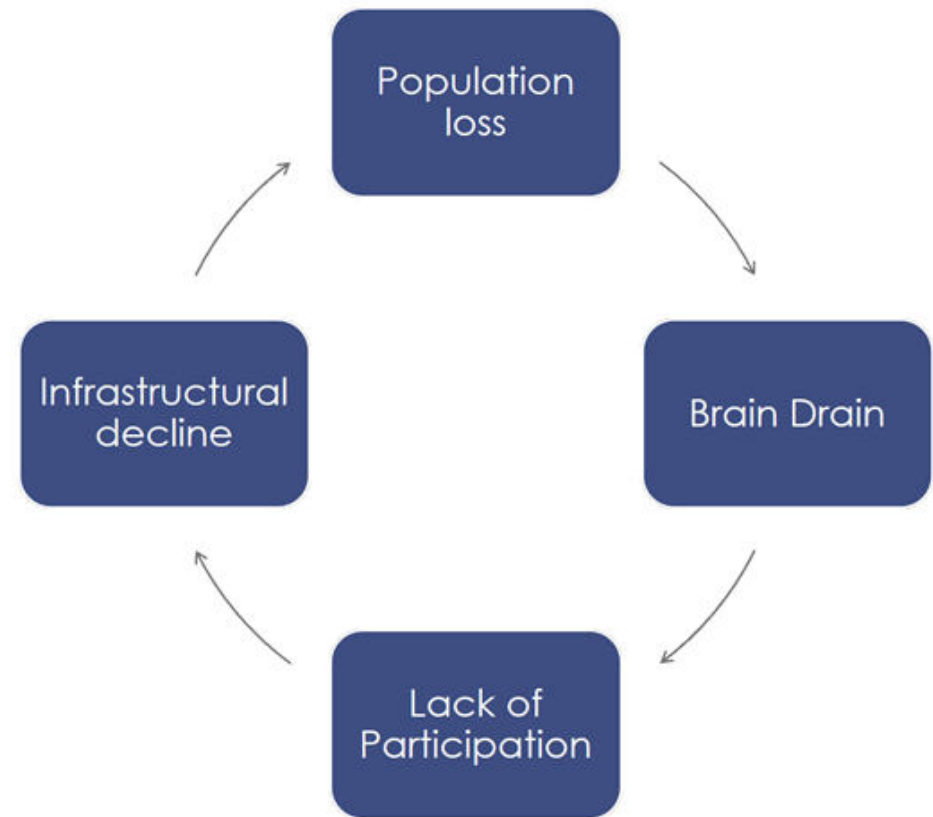 Population
loss
Brain Drain
Lack of
Participation
Infrastructural
decline